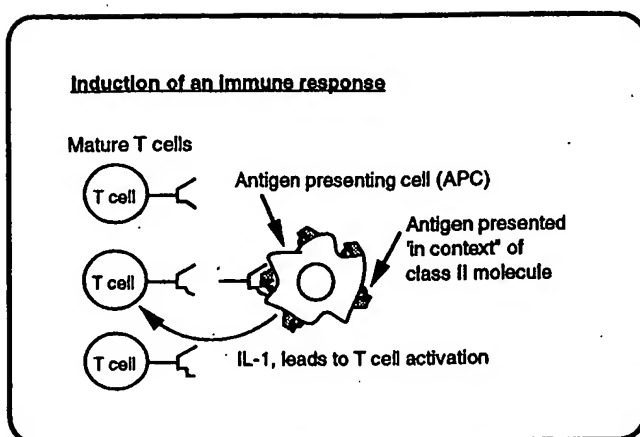 Induction of an immune response
Mature T cells
T cell
Antigen presenting cell (APC)
Antigen presented
'in context" of
class II molecule
T cell
T cell
IL-1, leads to T cell activation